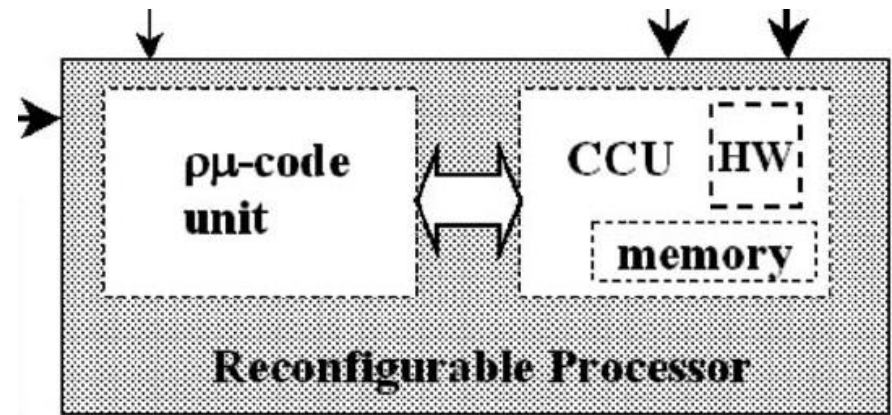 ρμ-code
unit
CCU
HW
memory
Reconfigurable Processor